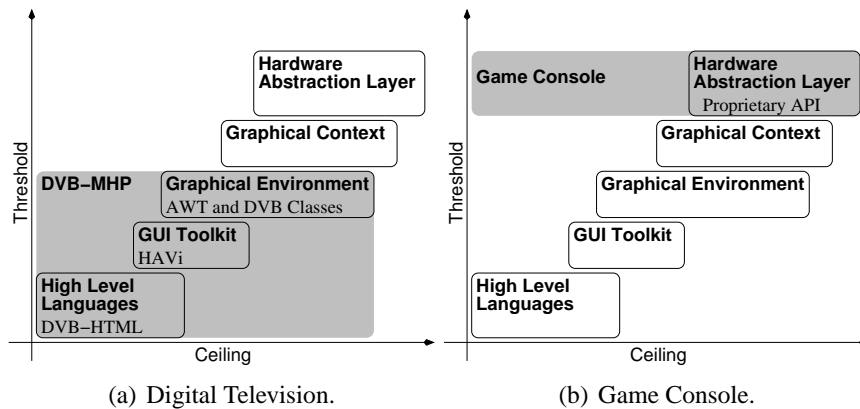 Threshold
Hardware
Abstraction Layer
Graphical Context
DVB–MHP
Graphical Environment
AWT and DVB Classes
GUI Toolkit
HAVi
High Level
Languages
DVB–HTML
Ceiling
(a) Digital Television.
Threshold
Game Console
Hardware
Abstraction Layer
Proprietary API
Graphical Context
Graphical Environment
GUI Toolkit
High Level
Languages
Ceiling
(b) Game Console.